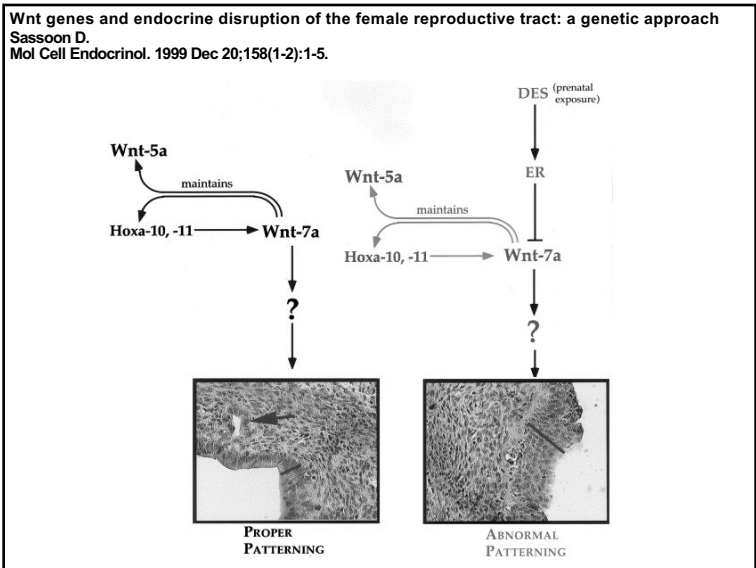 Wnt genes and endocrine disruption of the female reproductive tract: a genetic approach
Sassoon D.
Mol Cell Endocrinol. 1999 Dec 20;158(1-2):1-5.
Wnt-5a
maintains
Hoxa-10, -11
Wnt-7a
?
PROPER
PATTERNING
DES (prenatal
exposure)
ER
Wnt-5a
maintains
Hoxa-10, -11
Wnt-7a
?
ABNORMAL
PATTERNING